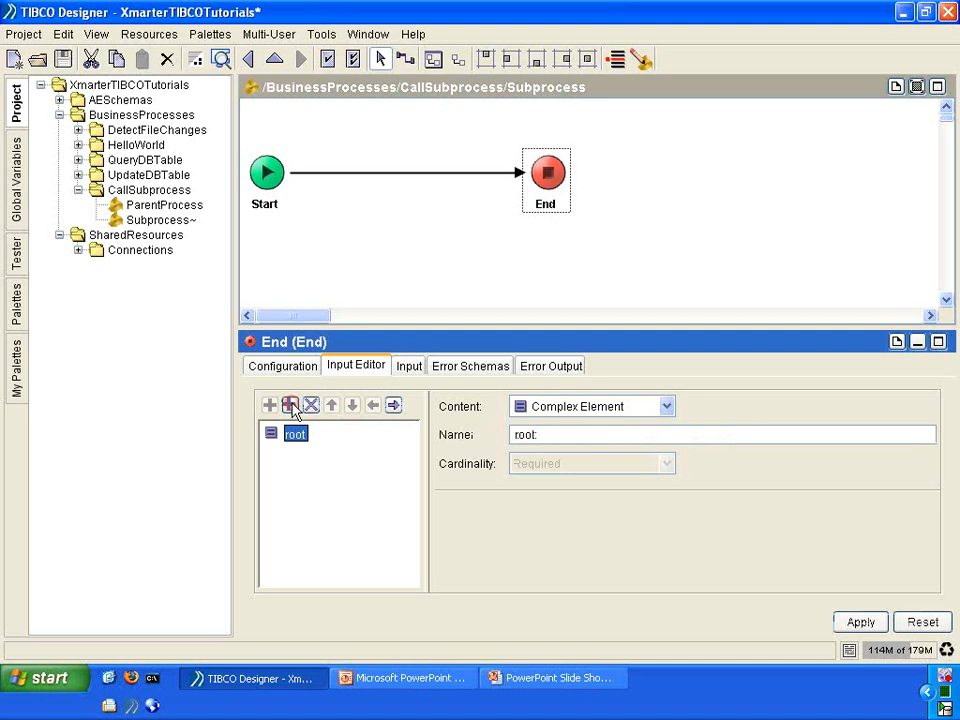 TIBCO Designer - XmarterTIBCOTutorials*
Project Edit View Resources Palettes Multi-User Tools Window Help
Project
Global Variables
Tester
Palettes
My Palettes
XmarterTIBCOTutorials
AESchemas
BusinessProcesses
DetectFileChanges
HelloWorld
QueryDBTable
UpdateDBTable
CallSubprocess
ParentProcess
Subprocess~
SharedResources
Connections
/BusinessProcesses/CallSubprocess/Subprocess
Start End
End (End)
Configuration Input Editor Input Error Schemas Error Output
root
Content: Complex Element
Name: root:
Cardinality: Required
Apply Reset
114M of 179M
start TIBCO Designer - Xm... Microsoft PowerPoint ... PowerPoint Slide Sho...